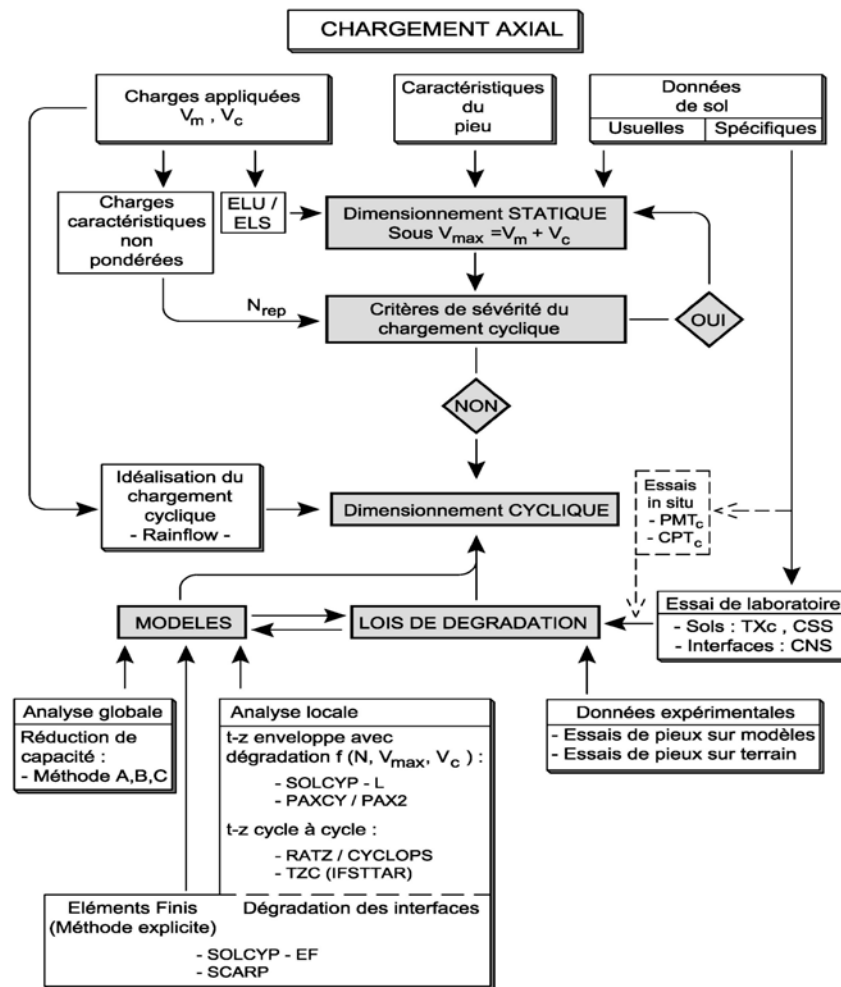 CHARGEMENT AXIAL
Charges appliquées
Vm , Vc
Caractéristiques
du
pieu
Données
de sol
Usuelles
Spécifiques
Charges
caractéristiques
non
pondérées
ELU /
ELS
Dimensionnement STATIQUE
Sous Vmax =Vm + Vc
Nrep
Critères de sévérité du
chargement cyclique
OUI
NON
Idéalisation du
chargement
cyclique
- Rainflow -
Dimensionnement CYCLIQUE
Essais
in situ
- PMTc
- CPTc
MODELES
LOIS DE DEGRADATION
Essai de laboratoire
- Sols : TXc , CSS
- Interfaces : CNS
Analyse globale
Réduction de
capacité :
- Méthode A,B,C
Analyse locale
t-z enveloppe avec
dégradation f (N, Vmax, Vc ) :
- SOLCYP - L
- PAXCY / PAX2
t-z cycle à cycle :
- RATZ / CYCLOPS
- TZC (IFSTTAR)
Données expérimentales
- Essais de pieux sur modèles
- Essais de pieux sur terrain
Eléments Finis
(Méthode explicite)
Dégradation des interfaces
- SOLCYP - EF
- SCARP